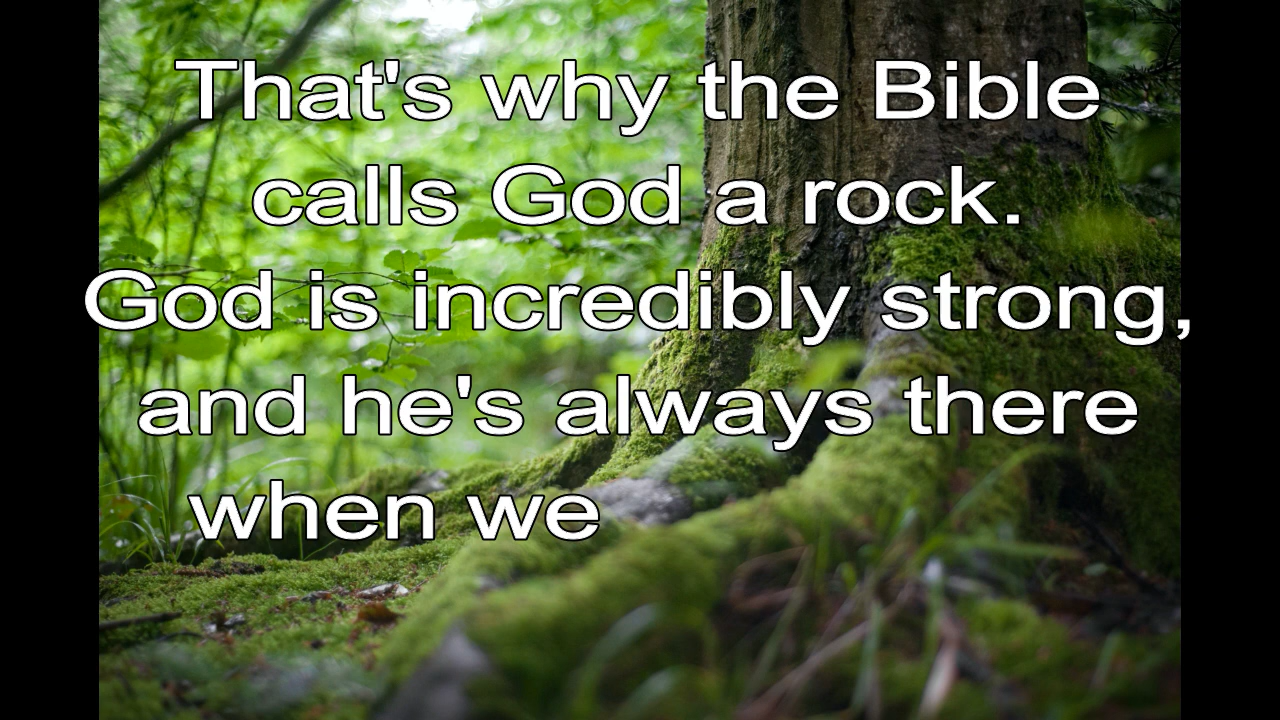 That's why the Bible
calls God a rock.
God is incredibly strong,
and he's always there
when we